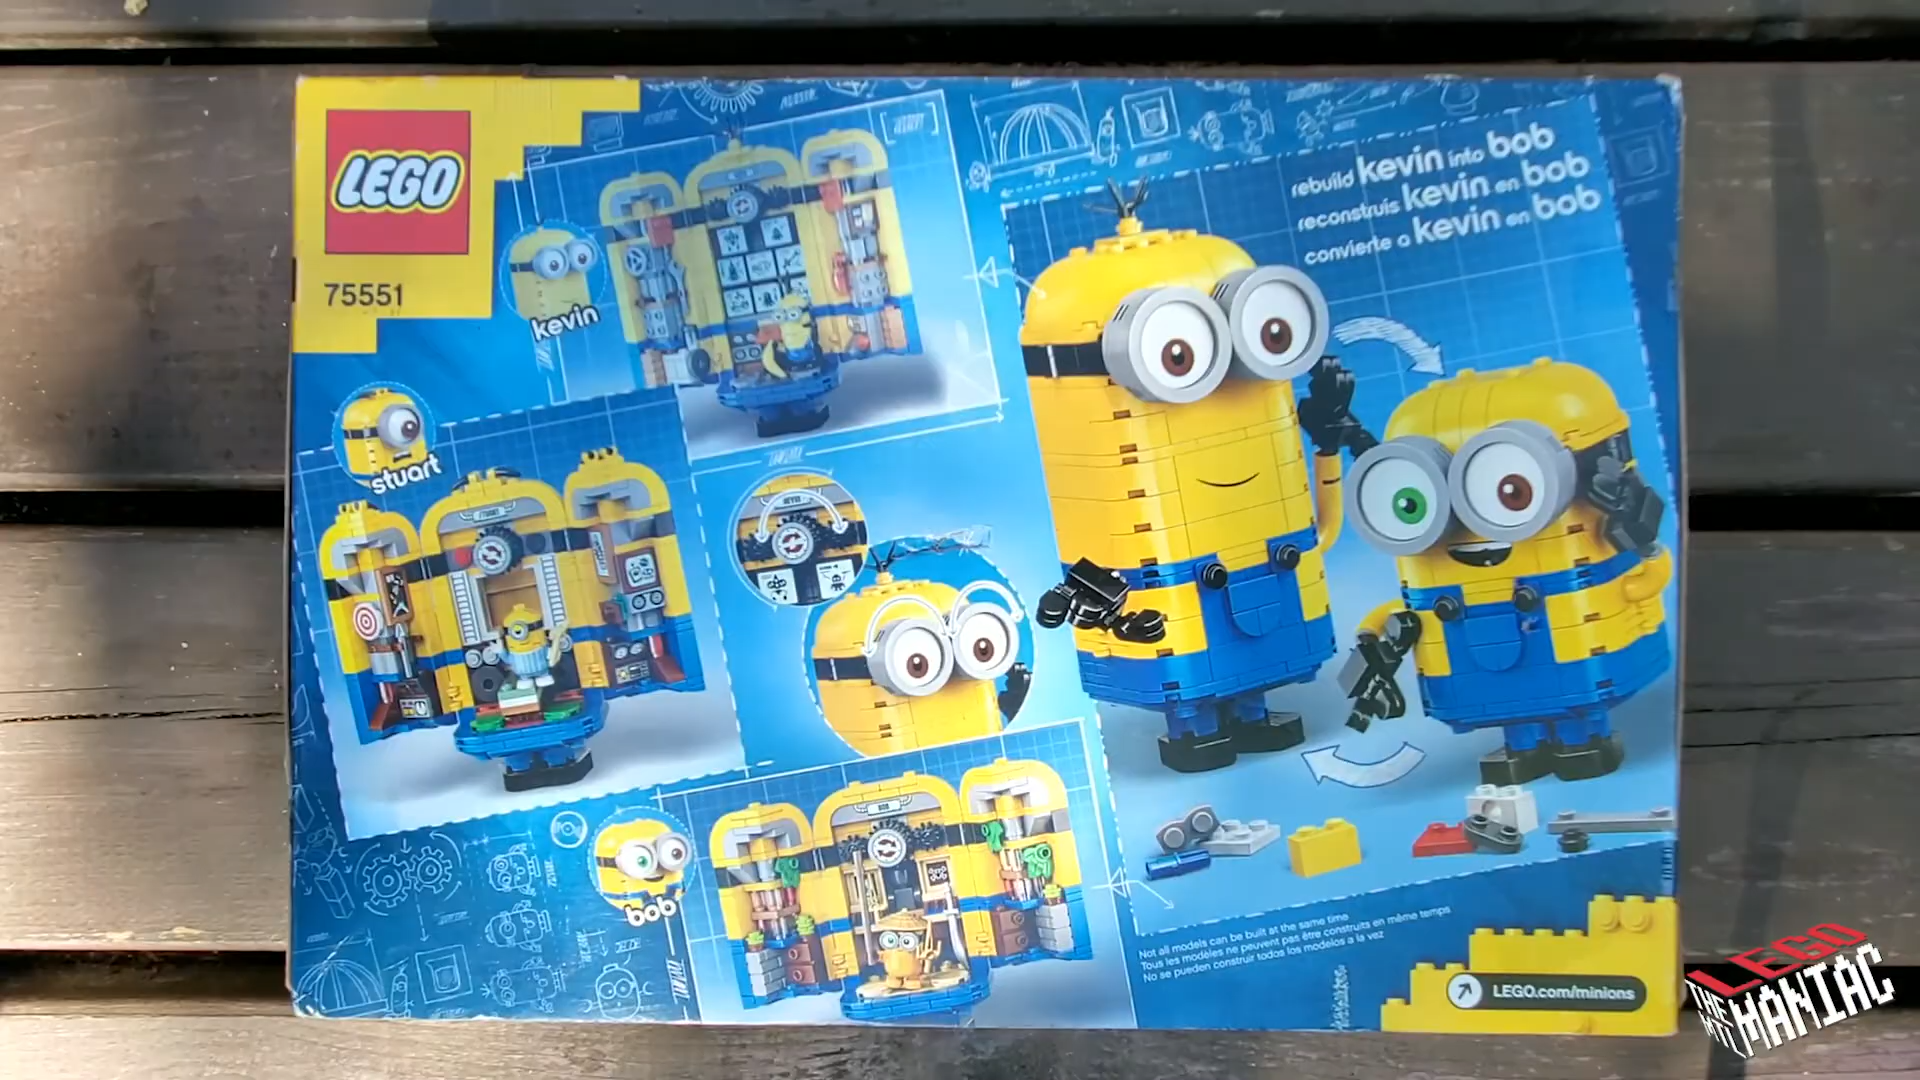 LEGO
75551
kevin
stuart
bob
rebuild kevin into bob
reconstruis kevin en bob
convierte a kevin en bob
Not all models can be built at the same time
Tous les modèles ne peuvent pas être construits en même temps
No se pueden construir todos los modelos a la vez
LEGO.com/minions
LEGO
THE
MANIAC